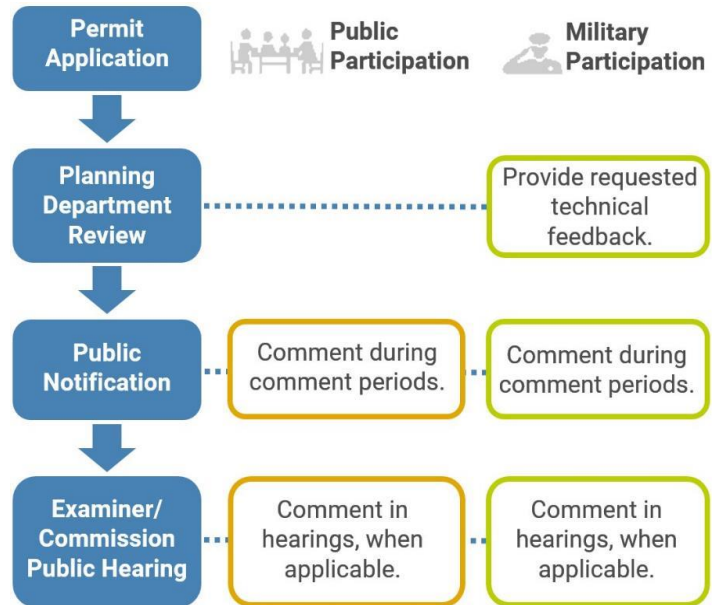 Permit
Application
Public
Participation
Military
Participation
Planning
Department
Review
Provide requested
technical
feedback.
Public
Notification
Comment during
comment periods.
Comment during
comment periods.
Examiner/
Commission
Public Hearing
Comment in
hearings, when
applicable.
Comment in
hearings, when
applicable.